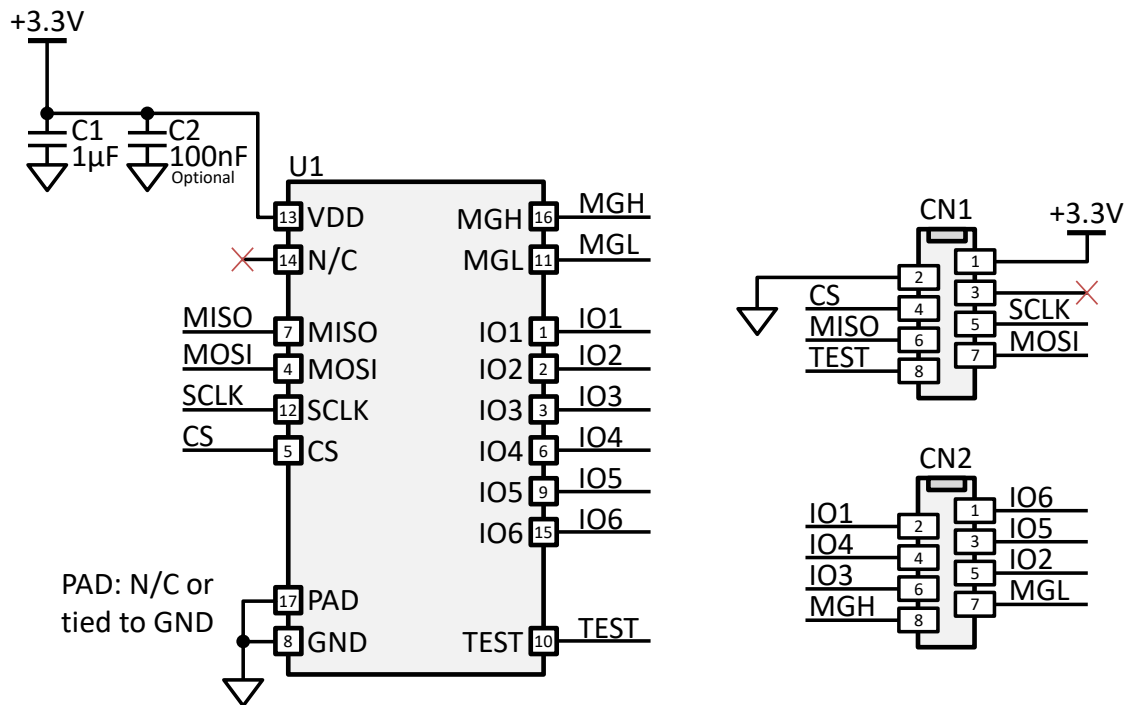 +3.3V
C1
1µF
C2
100nF
Optional
U1
13 VDD
14 N/C
MISO 7 MISO
MOSI 4 MOSI
SCLK 12 SCLK
CS 5 CS
17 PAD
8 GND
PAD: N/C or
tied to GND
MGH 16 MGH
MGL 11 MGL
IO1 1 IO1
IO2 2 IO2
IO3 3 IO3
IO4 6 IO4
IO5 9 IO5
IO6 15 IO6
TEST 10 TEST
CN1
+3.3V
1
2
3
CS 4
5 SCLK
MISO 6
7 MOSI
TEST 8
CN2
1 IO6
IO1 2
3 IO5
IO4 4
5 IO2
IO3 6
7 MGL
MGH 8